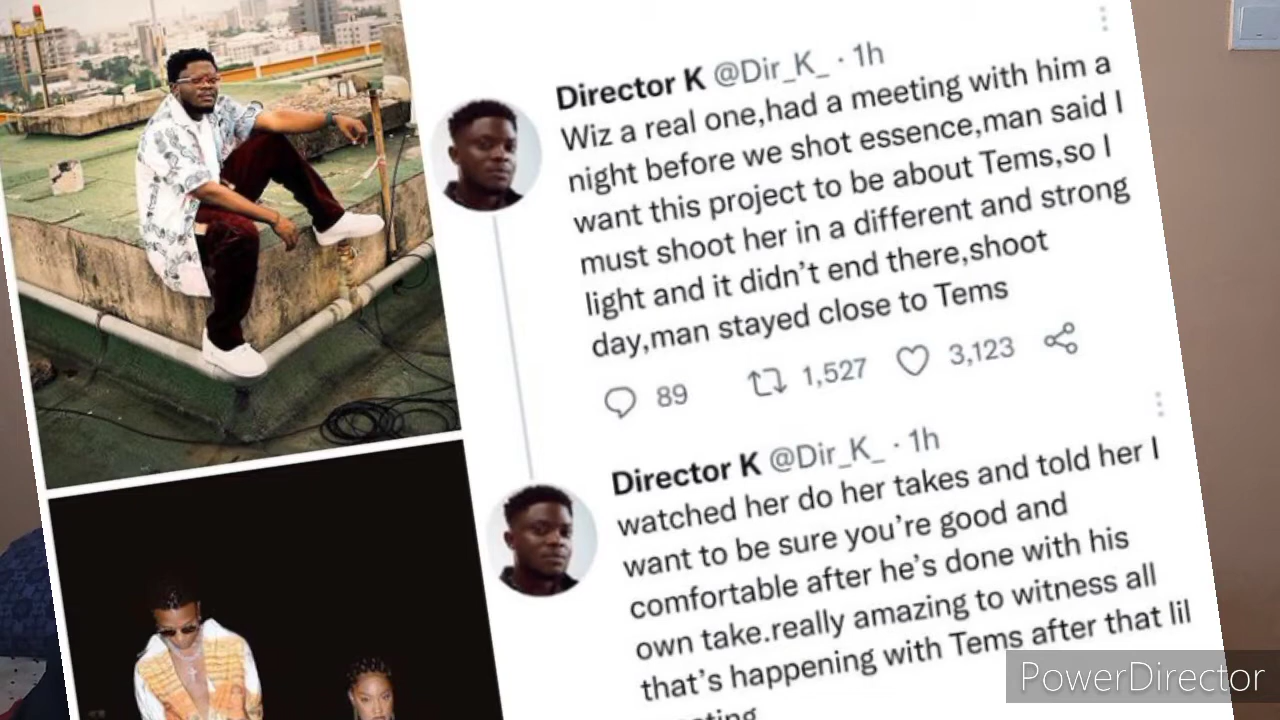 Director K @Dir_K_ · 1h
Wiz a real one,had a meeting with him a
night before we shot essence,man said I
want this project to be about Tems,so I
must shoot her in a different and strong
light and it didn’t end there,shoot
day,man stayed close to Tems
89 1,527 3,123
Director K @Dir_K_ · 1h
watched her do her takes and told her I
want to be sure you’re good and
comfortable after he’s done with his
own take.really amazing to witness all
that’s happening with Tems after that lil
PowerDirector